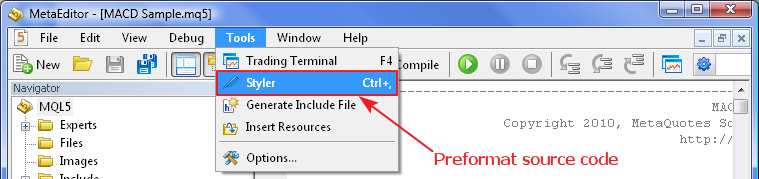 MetaEditor - [MACD Sample.mq5]
File Edit View Debug Tools Window Help
Trading Terminal F4
Styler Ctrl+,
Generate Include File
Insert Resources
Options...
Compile
Navigator
MQL5
Experts
Files
Images
Include
MAC
Copyright 2010, MetaQuotes So
http://
Preformat source code